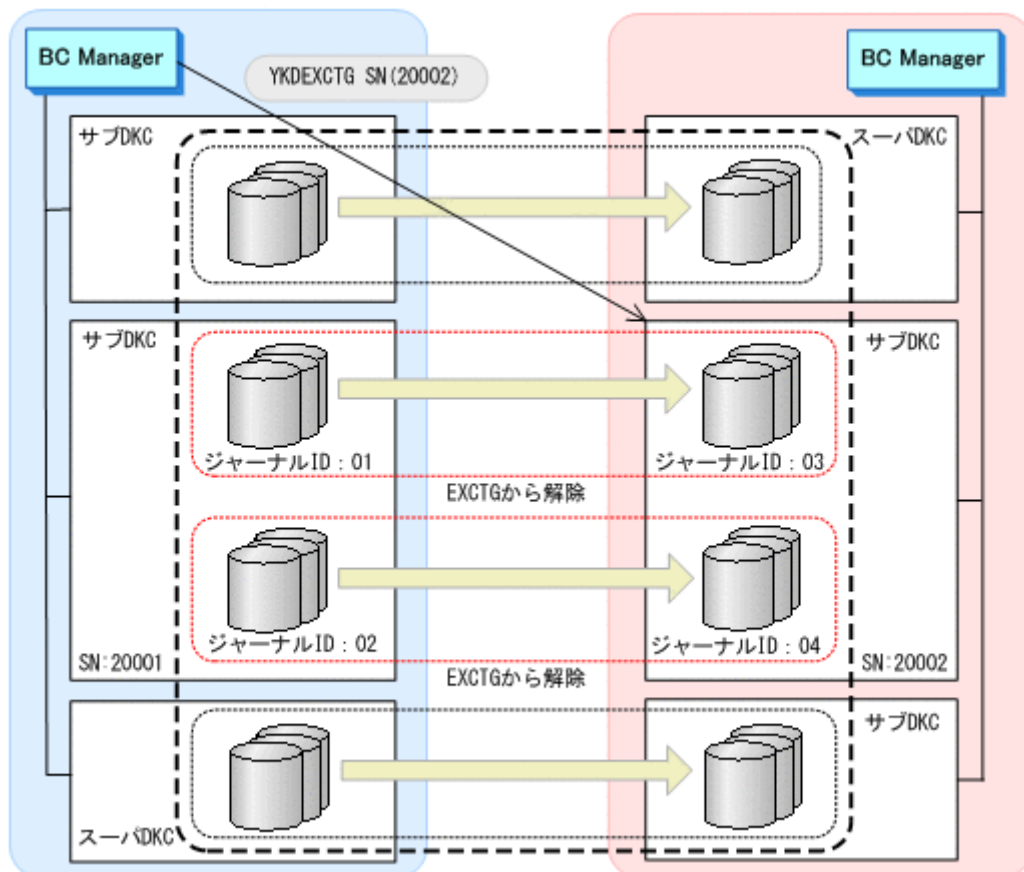 BC Manager
BC Manager
YKDEXCTG SN(20002)
サブDKC
スーパDKC
サブDKC
サブDKC
ジャーナルID：01
ジャーナルID：03
EXCTGから解除
ジャーナルID：02
ジャーナルID：04
SN:20001
EXCTGから解除
SN:20002
サブDKC
スーパDKC